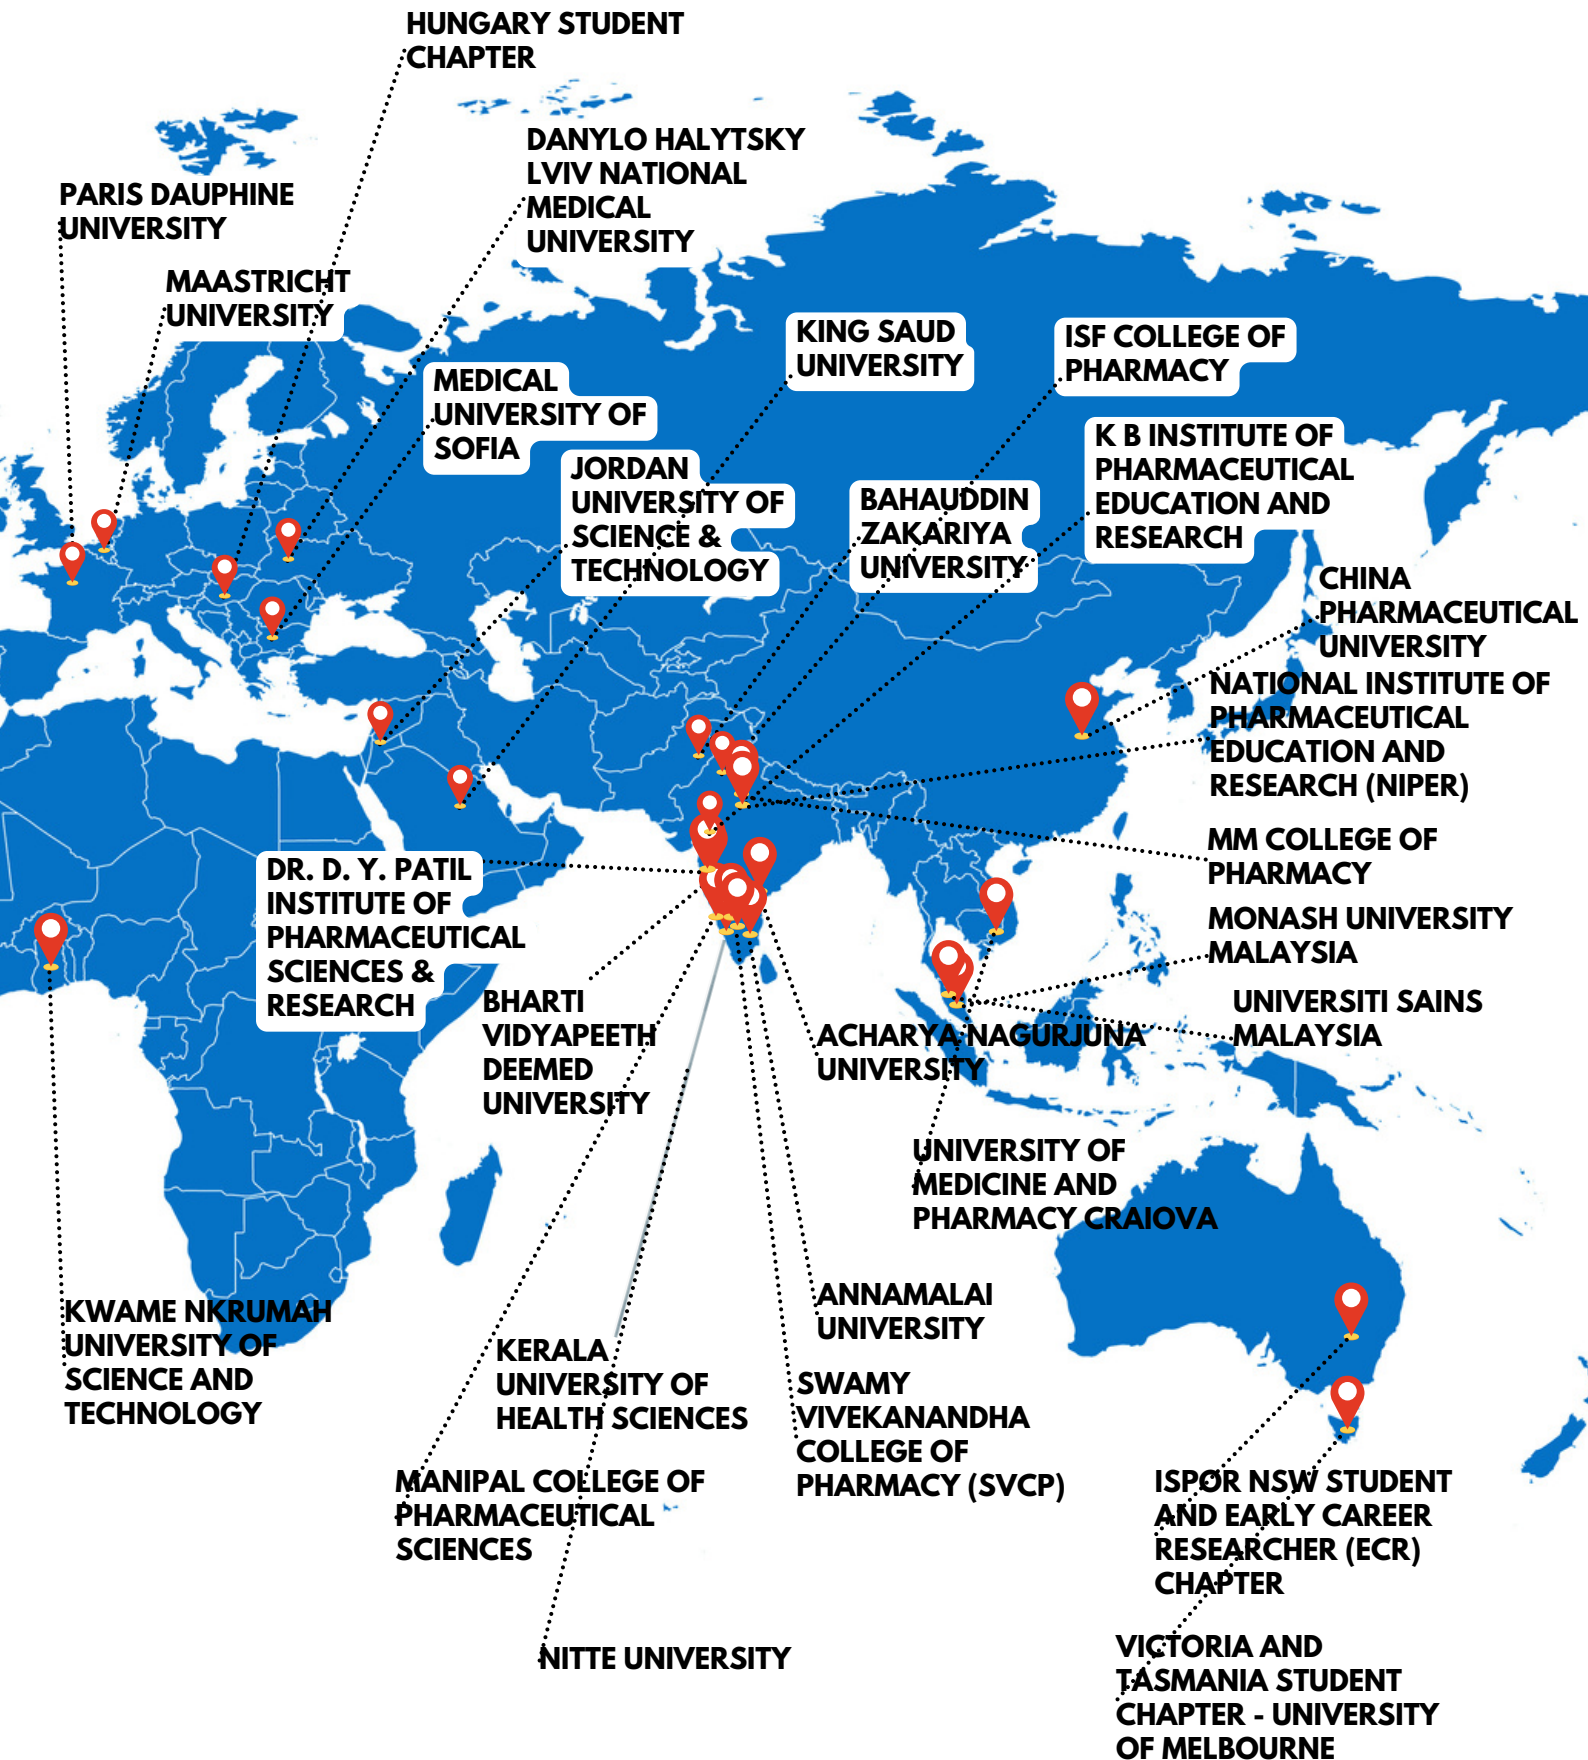 HUNGARY STUDENT
CHAPTER
DANYLO HALYTSKY
LVIV NATIONAL
MEDICAL
UNIVERSITY
PARIS DAUPHINE
UNIVERSITY
MAASTRICHT
UNIVERSITY
KING SAUD
UNIVERSITY
ISF COLLEGE OF
PHARMACY
MEDICAL
UNIVERSITY OF
SOFIA
K B INSTITUTE OF
PHARMACEUTICAL
EDUCATION AND
RESEARCH
JORDAN
UNIVERSITY OF
SCIENCE &
TECHNOLOGY
BAHAUDDIN
ZAKARIYA
UNIVERSITY
CHINA
PHARMACEUTICAL
UNIVERSITY
NATIONAL INSTITUTE OF
PHARMACEUTICAL
EDUCATION AND
RESEARCH (NIPER)
MM COLLEGE OF
PHARMACY
DR. D. Y. PATIL
INSTITUTE OF
PHARMACEUTICAL
SCIENCES &
RESEARCH
MONASH UNIVERSITY
MALAYSIA
BHARTI
VIDYAPEETH
DEEMED
UNIVERSITY
UNIVERSITI SAINS
MALAYSIA
ACHARYA NAGURJUNA
UNIVERSITY
UNIVERSITY OF
MEDICINE AND
PHARMACY CRAIOVA
KWAME NKRUMAH
UNIVERSITY OF
SCIENCE AND
TECHNOLOGY
ANNAMALAI
UNIVERSITY
KERALA
UNIVERSITY OF
HEALTH SCIENCES
SWAMY
VIVEKANANDHA
COLLEGE OF
PHARMACY (SVCP)
MANIPAL COLLEGE OF
PHARMACEUTICAL
SCIENCES
ISPOR NSW STUDENT
AND EARLY CAREER
RESEARCHER (ECR)
CHAPTER
NITTE UNIVERSITY
VICTORIA AND
TASMANIA STUDENT
CHAPTER - UNIVERSITY
OF MELBOURNE